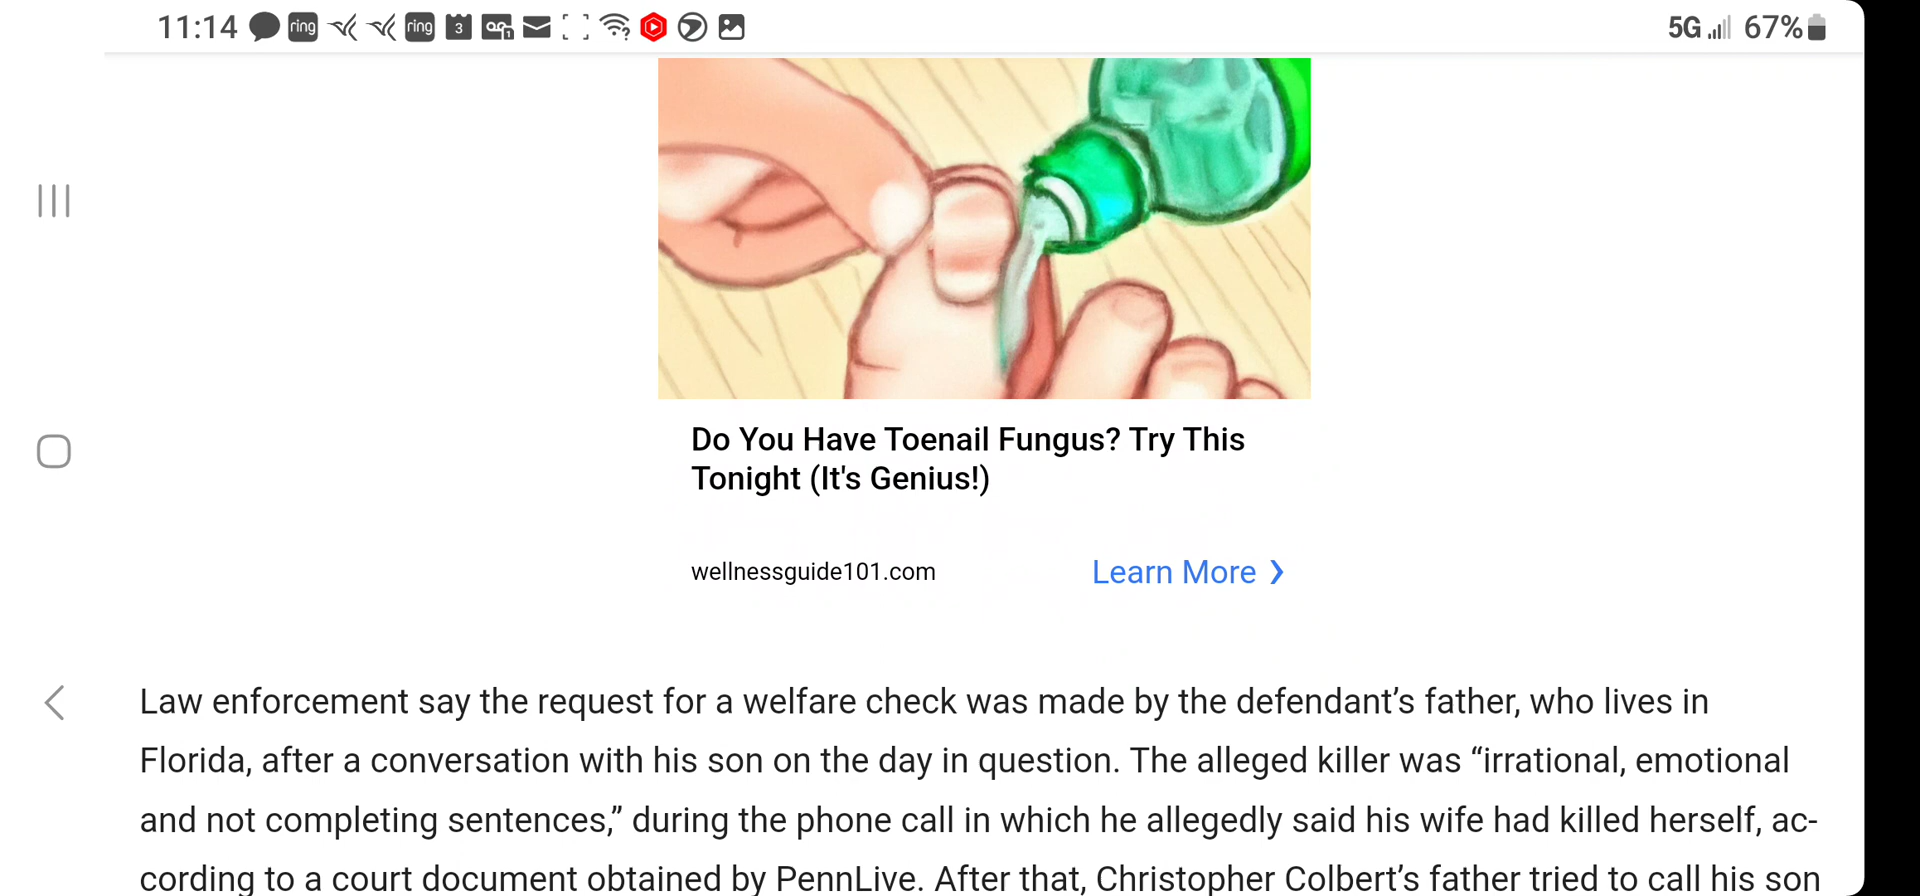 11:14 ring ring 3 1 5G 67%
Do You Have Toenail Fungus? Try This
Tonight (It's Genius!)
wellnessguide101.com Learn More ❯
Law enforcement say the request for a welfare check was made by the defendant’s father, who lives in
Florida, after a conversation with his son on the day in question. The alleged killer was “irrational, emotional
and not completing sentences,” during the phone call in which he allegedly said his wife had killed herself, ac-
cording to a court document obtained by PennLive. After that, Christopher Colbert’s father tried to call his son